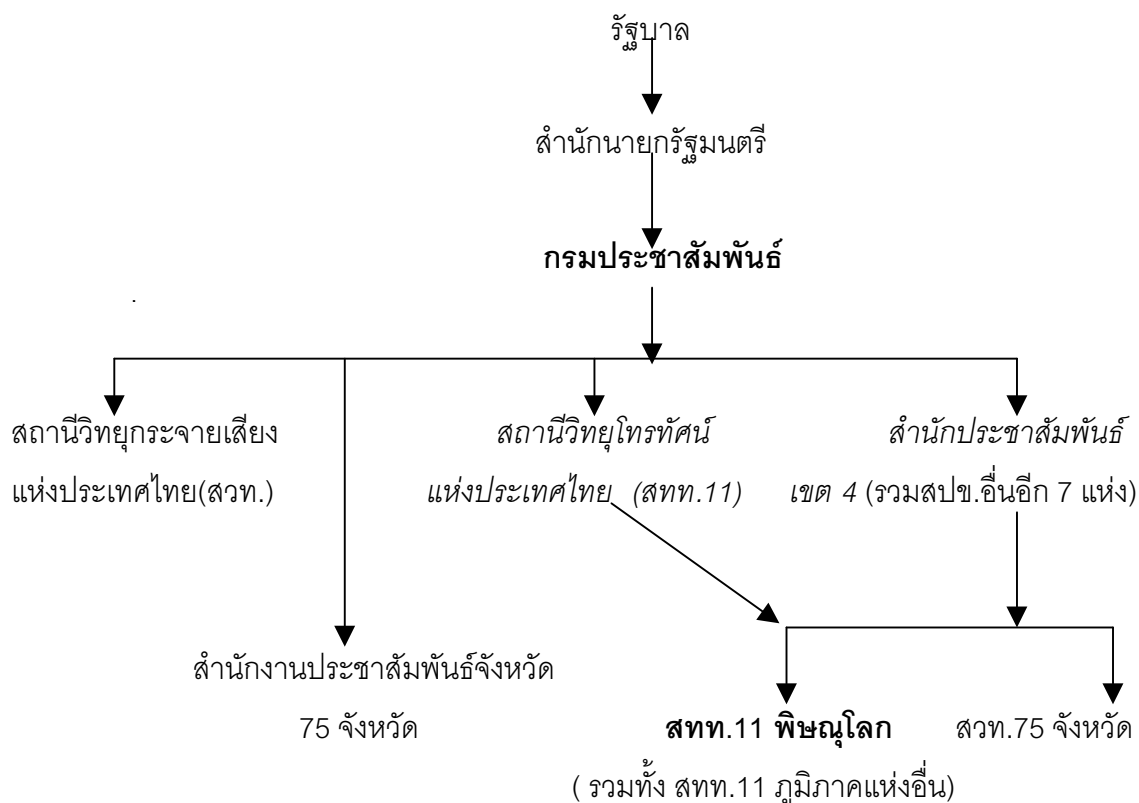 รัฐบาล
สำนักนายกรัฐมนตรี
กรมประชาสัมพันธ์
.
สถานีวิทยุกระจายเสียง
แห่งประเทศไทย(สวท.)
สถานีวิทยุโทรทัศน์
แห่งประเทศไทย (สทท.11)
สำนักประชาสัมพันธ์
เขต 4 (รวมสปข.อื่นอีก 7 แห่ง)
สำนักงานประชาสัมพันธ์จังหวัด
75 จังหวัด
สทท.11 พิษณุโลก
( รวมทั้ง สทท.11 ภูมิภาคแห่งอื่น)
สวท.75 จังหวัด